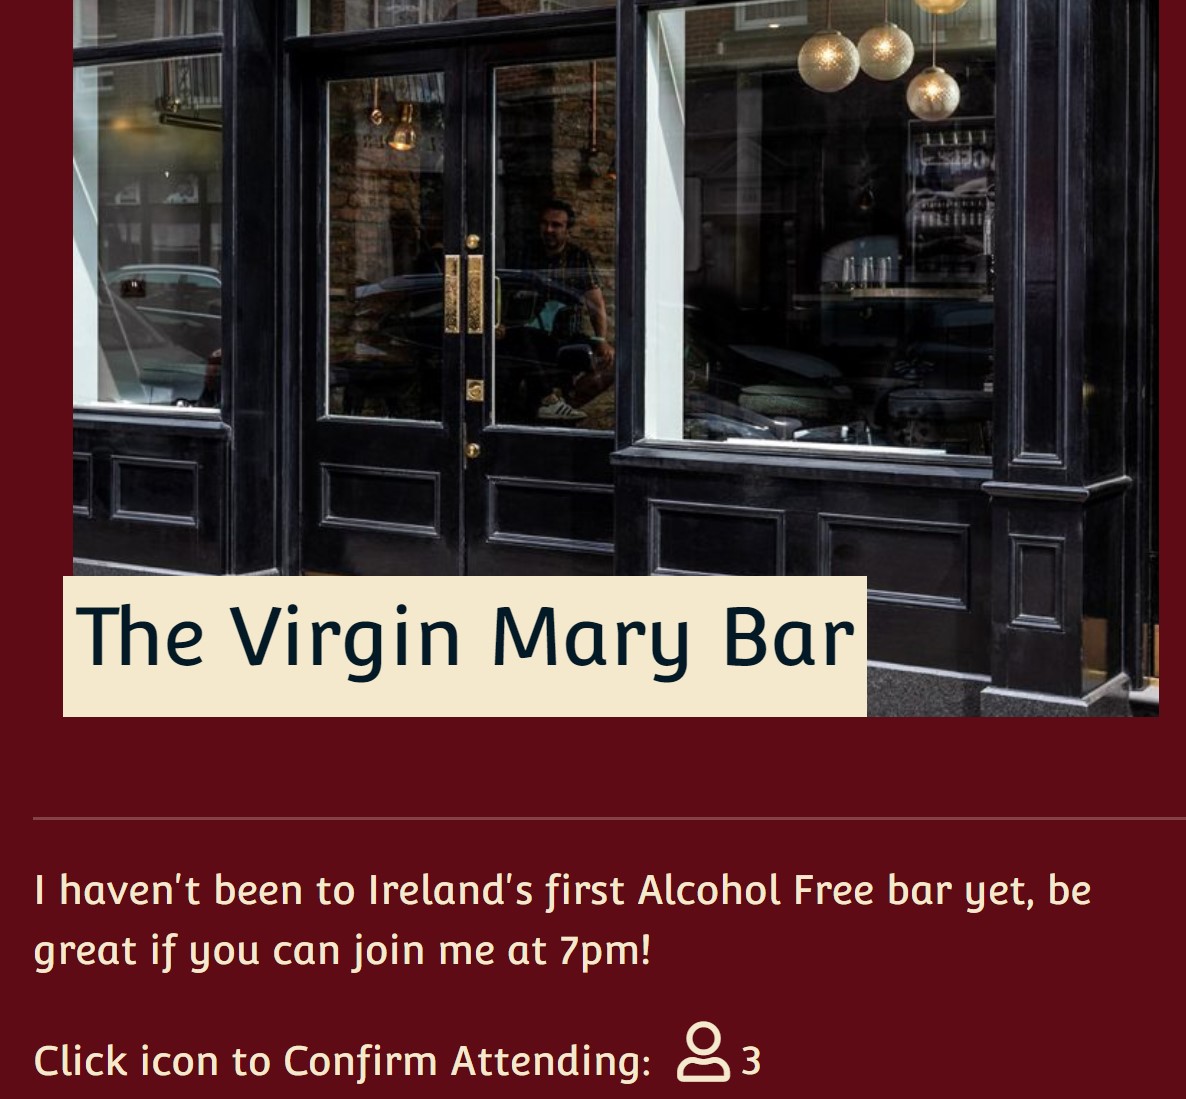 The Virgin Mary Bar
I haven't been to Ireland's first Alcohol Free bar yet, be
great if you can join me at 7pm!
Click icon to Confirm Attending: 3